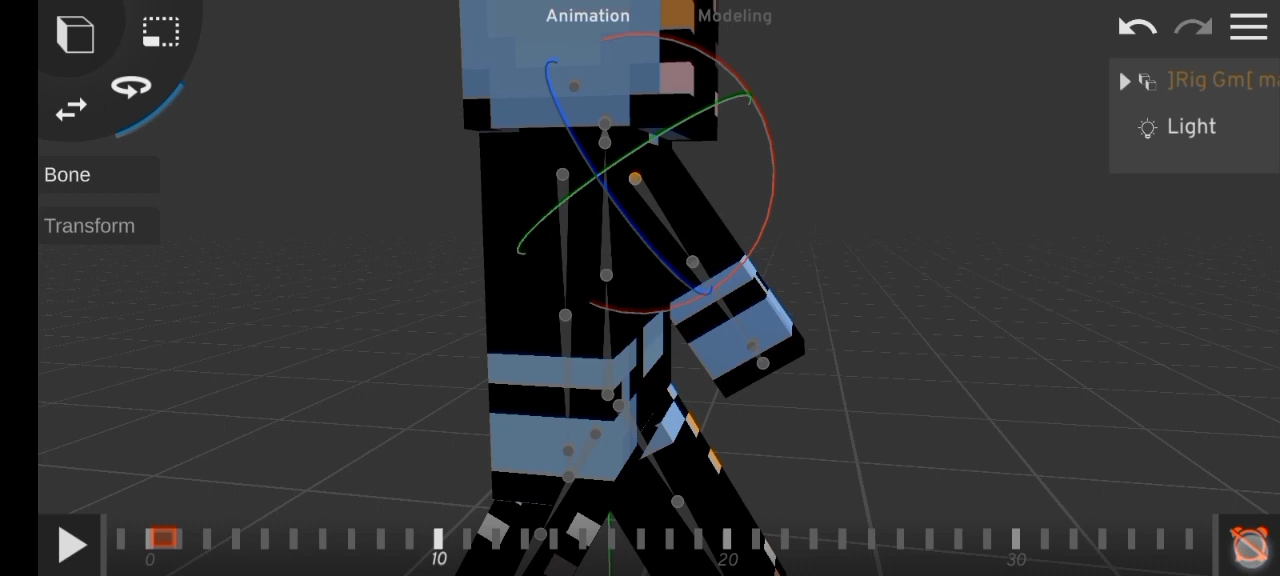 Animation Modeling
]Rig Gm[
Light
Bone
Transform
0 10 20 30